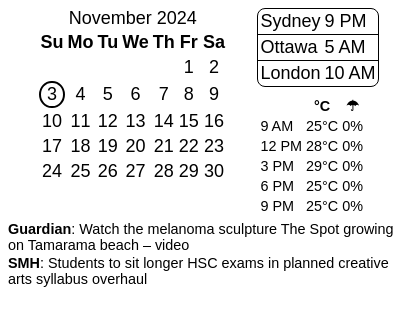 November 2024
Su Mo Tu We Th Fr Sa
1 2
3 4 5 6 7 8 9
10 11 12 13 14 15 16
17 18 19 20 21 22 23
24 25 26 27 28 29 30
Sydney 9 PM
Ottawa 5 AM
London 10 AM
°C ☂
9 AM 25°C 0%
12 PM 28°C 0%
3 PM 29°C 0%
6 PM 25°C 0%
9 PM 25°C 0%
Guardian: Watch the melanoma sculpture The Spot growing
on Tamarama beach – video
SMH: Students to sit longer HSC exams in planned creative
arts syllabus overhaul